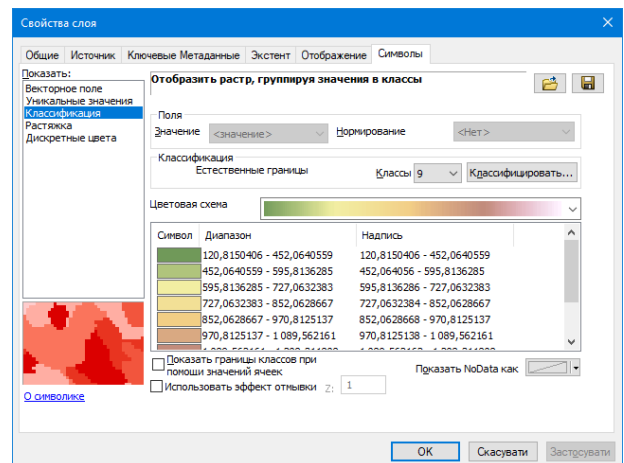 Свойства слоя
Общие Источник Ключевые Метаданные Экстент Отображение Символы
Показать:
Векторное поле
Уникальные значения
Классификация
Растяжка
Дискретные цвета
Отобразить растр, группируя значения в классы
Поля
Значение <значение> Нормирование <Нет>
Классификация
Естественные границы Классы 9 Классифицировать...
Цветовая схема
Символ Диапазон Надпись
120,8150406 - 452,0640559 120,8150406 - 452,0640559
452,0640559 - 595,8136285 452,064056 - 595,8136285
595,8136285 - 727,0632383 595,8136286 - 727,0632383
727,0632383 - 852,0628667 727,0632384 - 852,0628667
852,0628667 - 970,8125137 852,0628668 - 970,8125137
970,8125137 - 1 089,562161 970,8125138 - 1 089,562161
Показать границы классов при помощи значений ячеек
Показать NoData как
Использовать эффект отмывки Z: 1
О символике
OK Скасувати Застосувати